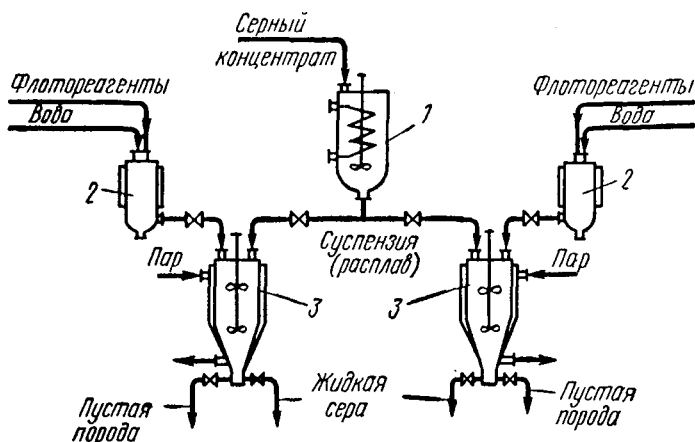 Серный
концентрат
Флотореагенты
Вода
Флотореагенты
Вода
1
2
2
Суспензия
(расплав)
Пар
Пар
3
3
Жидкая
сера
Пустая
порода
Пустая
порода